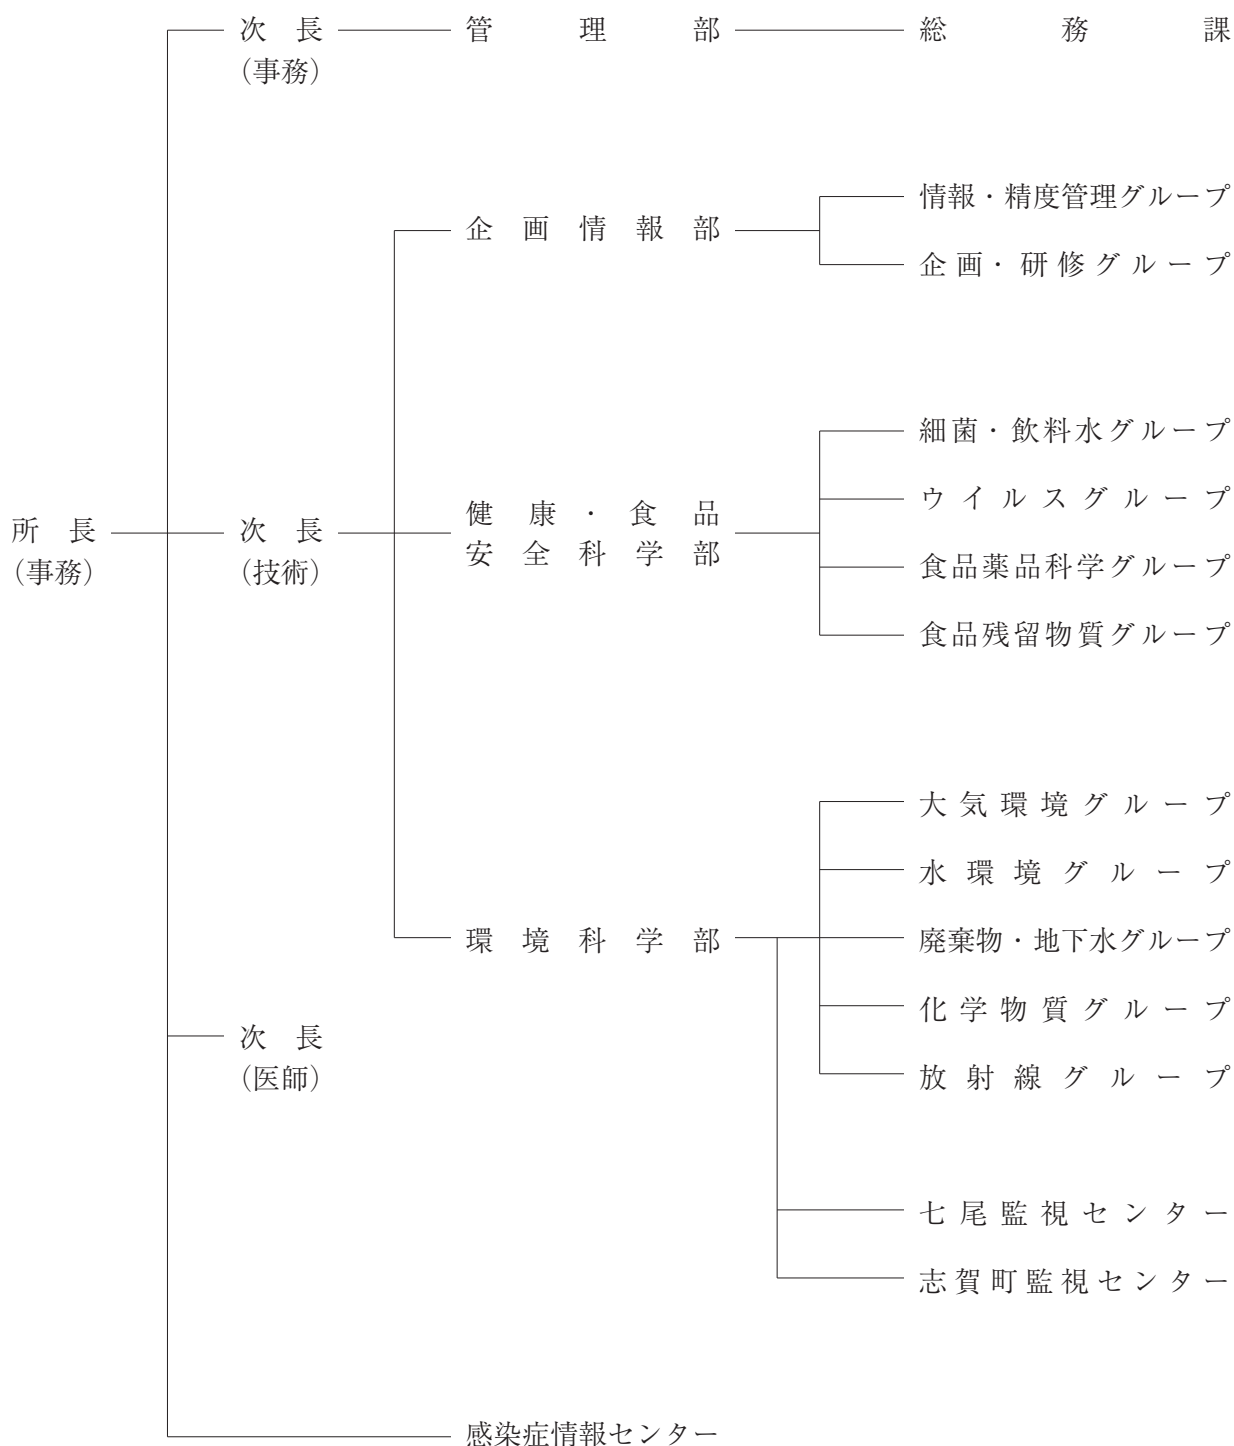 次長 管理部 総務課
(事務)
情報・精度管理グループ
企画情報部
企画・研修グループ
細菌・飲料水グループ
ウイルスグループ
健康・食品
安全科学部
食品薬品科学グループ
食品残留物質グループ
所長
(事務)
次長
(技術)
大気環境グループ
水環境グループ
環境科学部
廃棄物・地下水グループ
化学物質グループ
放射線グループ
次長
(医師)
七尾監視センター
志賀町監視センター
感染症情報センター